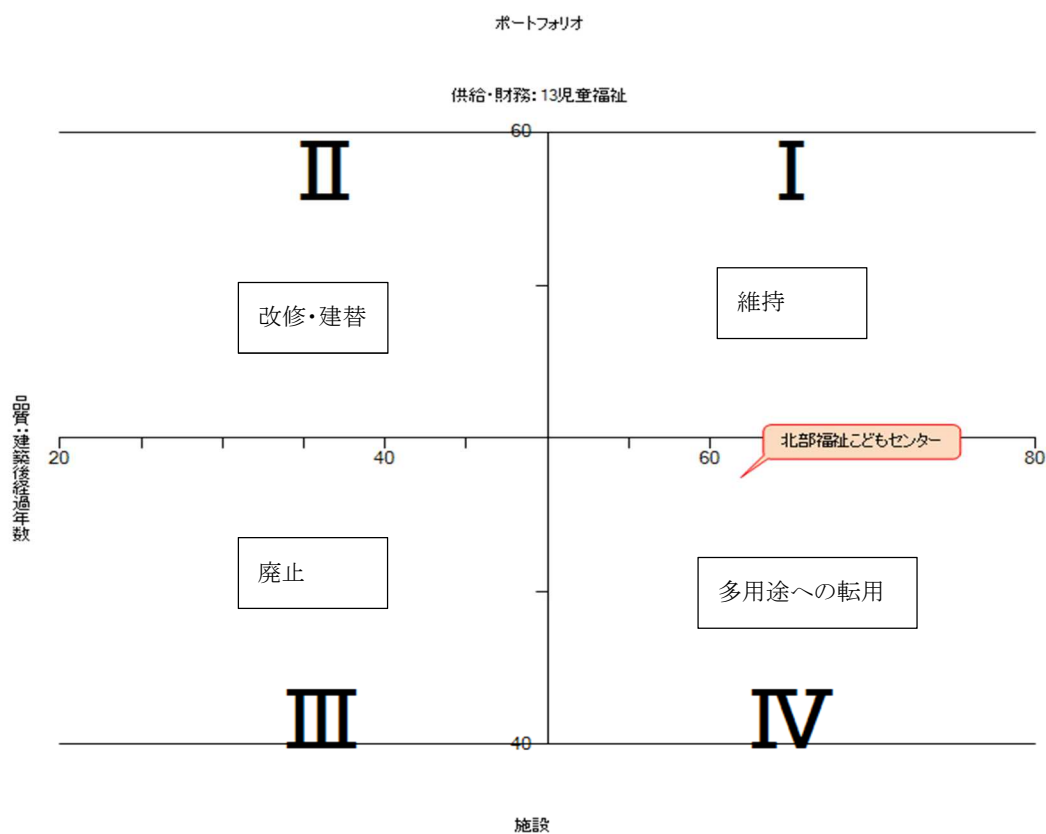 ポートフォリオ
供給・財務：13児童福祉
60
Ⅱ
Ⅰ
改修・建替
維持
品質：建築後経過年数
20
40
60
80
北部福祉こどもセンター
廃止
多用途への転用
Ⅲ
Ⅳ
40
施設